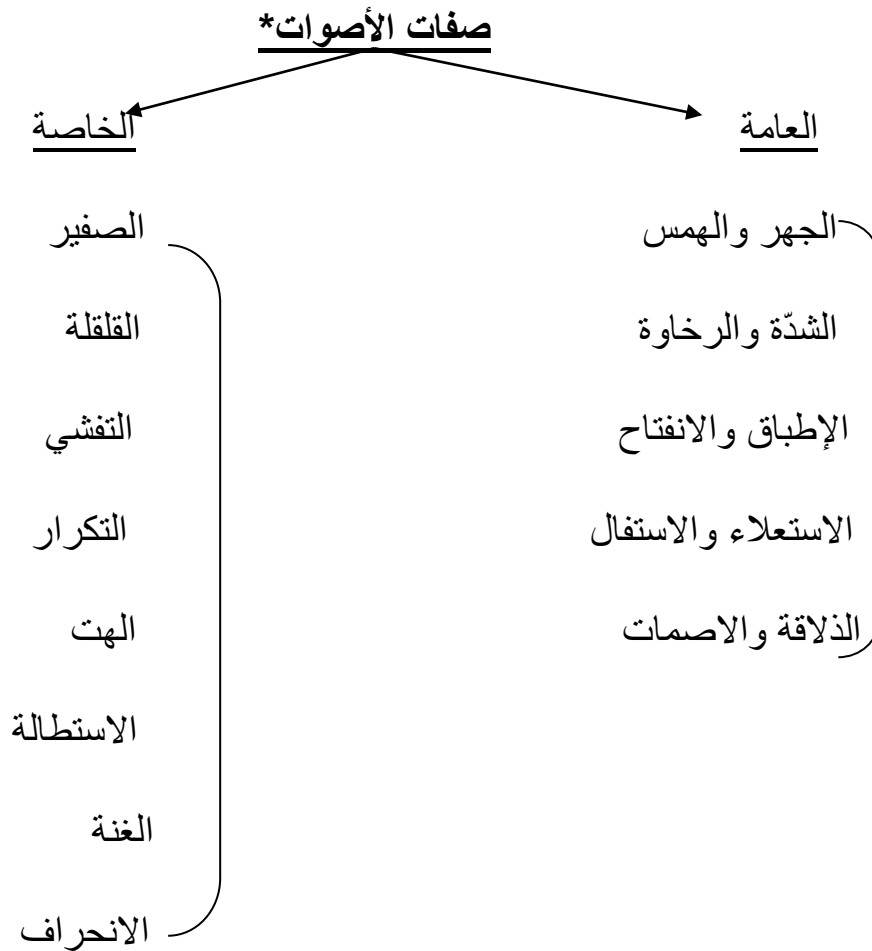 صفات الأصوات*
العامة
الخاصة
الجهر والهمس
الشدّة والرخاوة
الإطباق والانفتاح
الاستعلاء والاستفال
الذلاقة والاصمات
الصفير
القلقلة
التفشي
التكرار
الهت
الاستطالة
الغنة
الانحراف